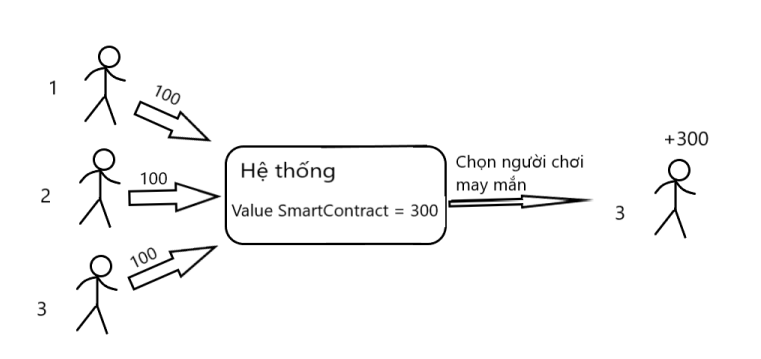 1
100
2
100
3
100
Hệ thống
Value SmartContract = 300
Chọn người chơi
may mắn
+300
3